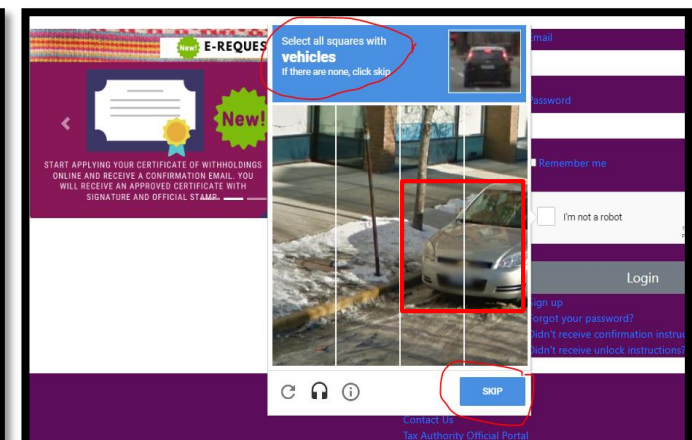 New! E-REQUES
New!
START APPLYING YOUR CERTIFICATE OF WITHHOLDINGS
ONLINE AND RECEIVE A CONFIRMATION EMAIL. YOU
WILL RECEIVE AN APPROVED CERTIFICATE WITH
SIGNATURE AND OFFICIAL STAMP.
Select all squares with
vehicles
If there are none, click skip
SKIP
Email
Password
Remember me
I'm not a robot
Login
Sign up
Forgot your password?
Didn't receive confirmation instruc
Didn't receive unlock instructions?
Contact Us
Tax Authority Official Portal